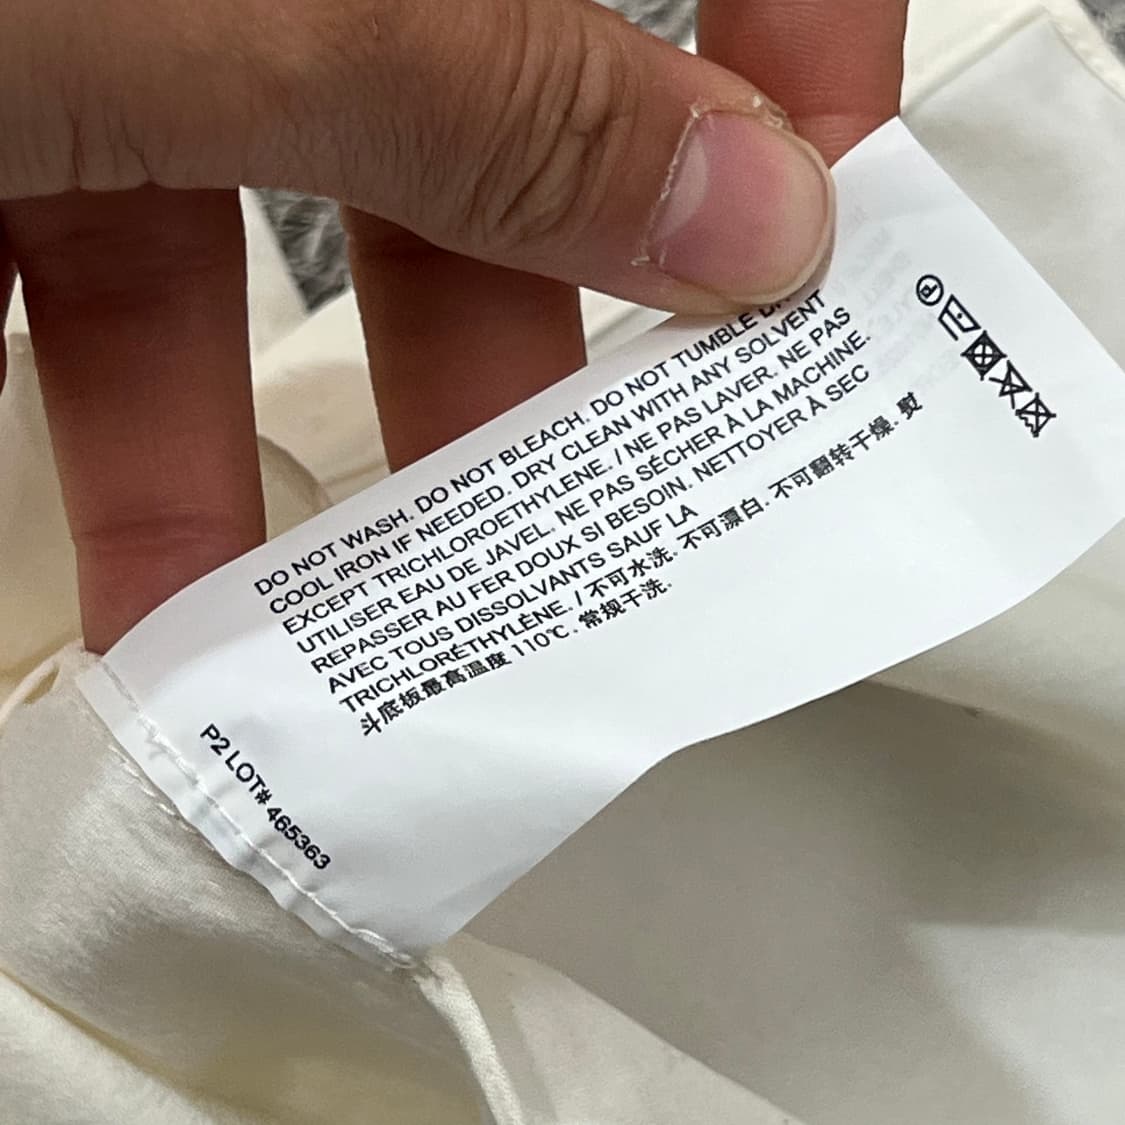 DO NOT WASH. DO NOT BLEACH. DO NOT TUMBLE
COOL IRON IF NEEDED. DRY CLEAN WITH ANY SOLVENT
EXCEPT TRICHLOROETHYLENE. / NE PAS LAVER. NE PAS
UTILISER EAU DE JAVEL. NE PAS SÉCHER À LA MACHINE.
REPASSER AU FER DOUX SI BESOIN. NETTOYER À SEC
AVEC TOUS DISSOLVANTS SAUF LA
TRICHLORÉTHYLÈNE. / 不可水洗. 不可漂白. 不可翻转干燥. 熨
斗底板最高温度 110℃. 常规干洗.
P
P2 LOT# 465363